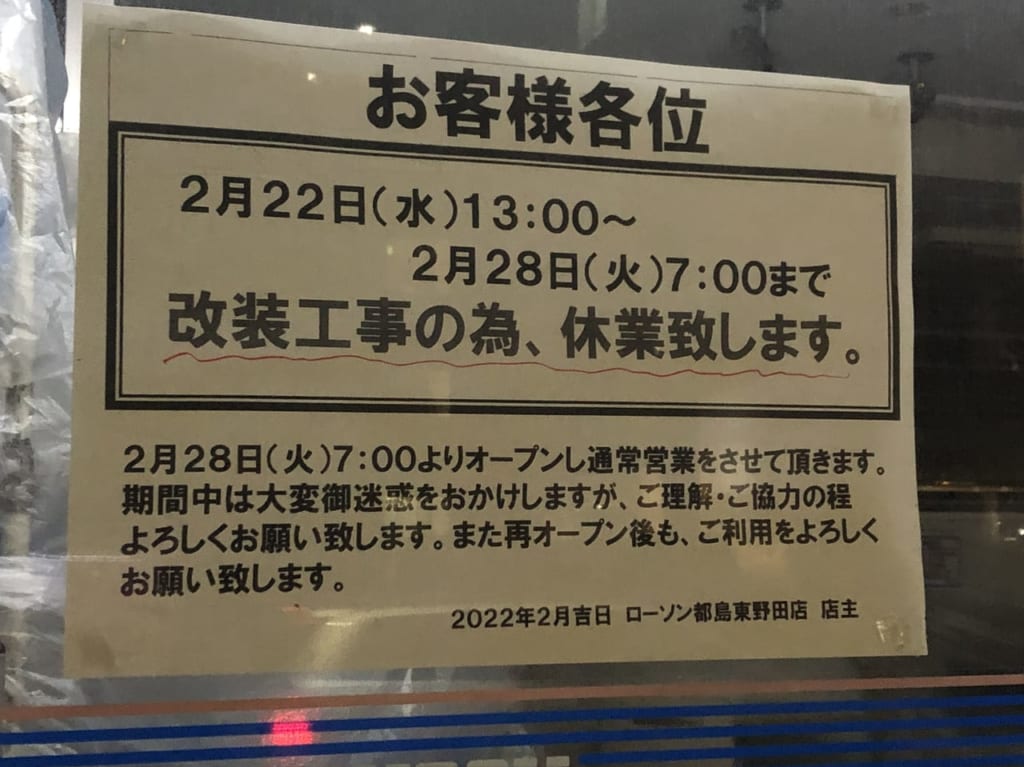 お客様各位
2月22日(水)13:00〜
2月28日(火)7:00まで
改装工事の為、休業致します。
2月28日(火)7:00よりオープンし通常営業をさせて頂きます。
期間中は大変御迷惑をおかけしますが、ご理解・ご協力の程
よろしくお願い致します。また再オープン後も、ご利用をよろしく
お願い致します。
2022年2月吉日 ローソン都島東野田店 店主